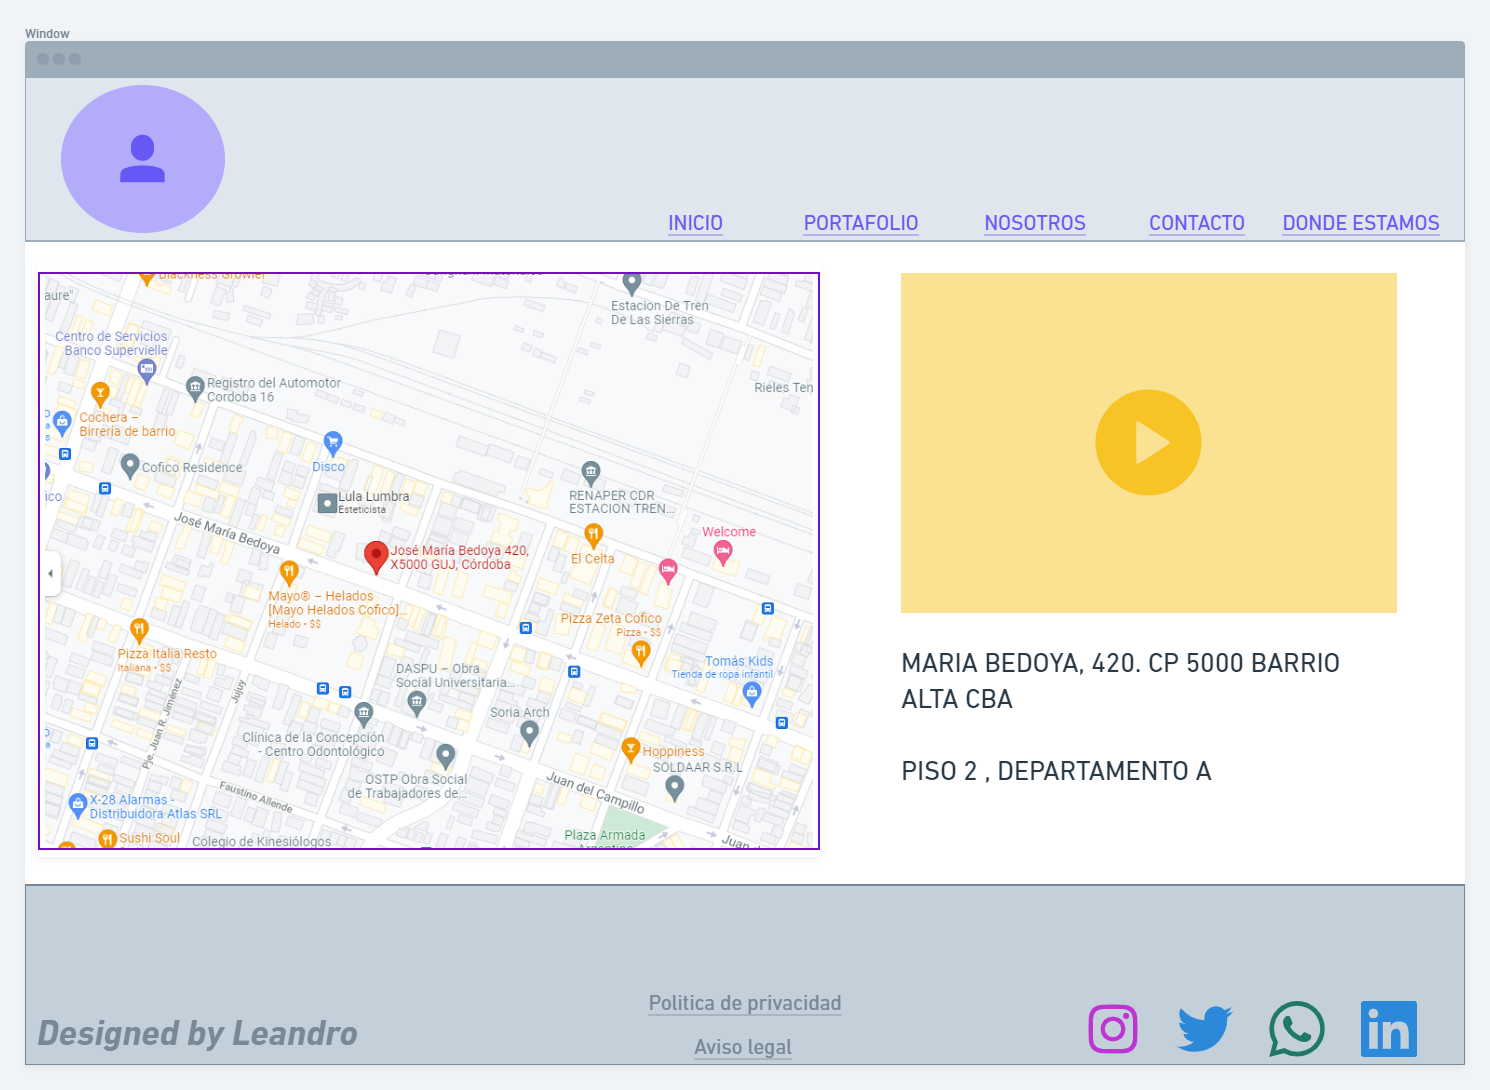 Window
INICIO
PORTAFOLIO
NOSOTROS
CONTACTO
DONDE ESTAMOS
Blackness Growler
aure"
Estacion De Tren
De Las Sierras
Centro de Servicios
Banco Supervielle
Registro del Automotor
Cordoba 16
Rieles Ten
Cochera –
Birrería de barrio
Cofico Residence
Disco
ico
Lula Lumbra
Esteticista
RENAPER CDR
ESTACION TREN...
José María Bedoya
Welcome
José María Bedoya 420,
X5000 GUJ, Córdoba
El Celta
Mayo® – Helados
[Mayo Helados Cofico]...
Helado • $$
Pizza Zeta Cofico
Pizza • $$
Pizza Italia Resto
Italiana • $$
DASPU – Obra
Social Universitaria...
Tomás Kids
Tienda de ropa infantil
Jujuy
Pje. Juan R. Jiménez
Soria Arch
Clínica de la Concepción
- Centro Odontológico
Hoppiness
SOLDAAR S.R.L
OSTP Obra Social
de Trabajadores de...
Juan del Campillo
Faustino Allende
X-28 Alarmas -
Distribuidora Atlas SRL
Sushi Soul
Colegio de Kinesiólogos
Plaza Armada
Argentina
Juan d
MARIA BEDOYA, 420. CP 5000 BARRIO
ALTA CBA
PISO 2 , DEPARTAMENTO A
Designed by Leandro
Politica de privacidad
Aviso legal
in